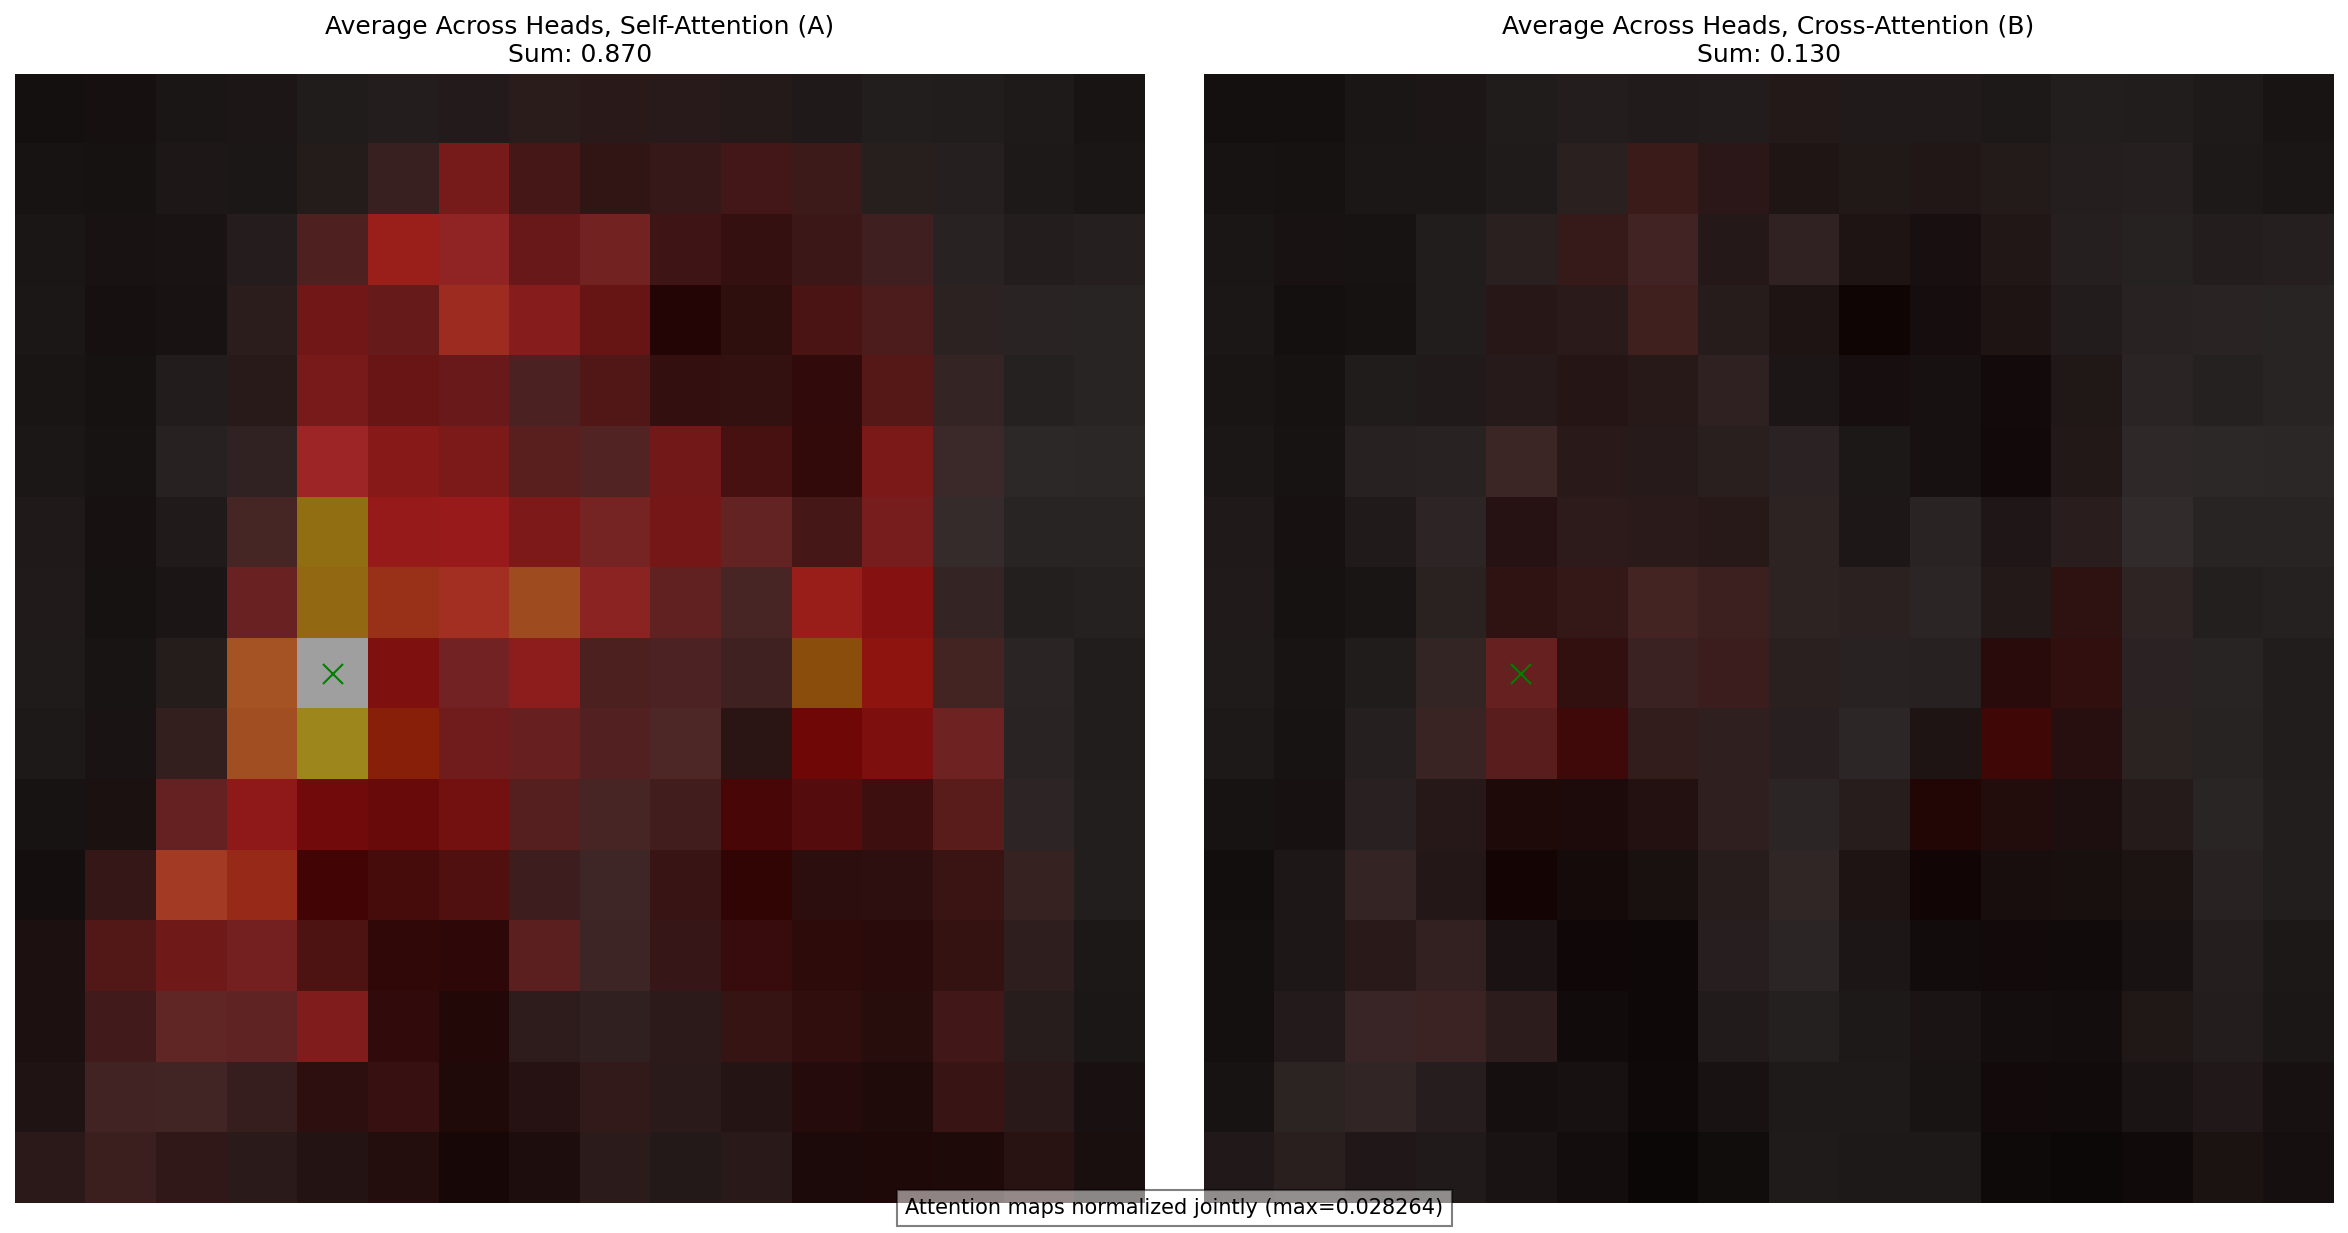 Average Across Heads, Self-Attention (A)
Sum: 0.870
Average Across Heads, Cross-Attention (B)
Sum: 0.130
Attention maps normalized jointly (max=0.028264)